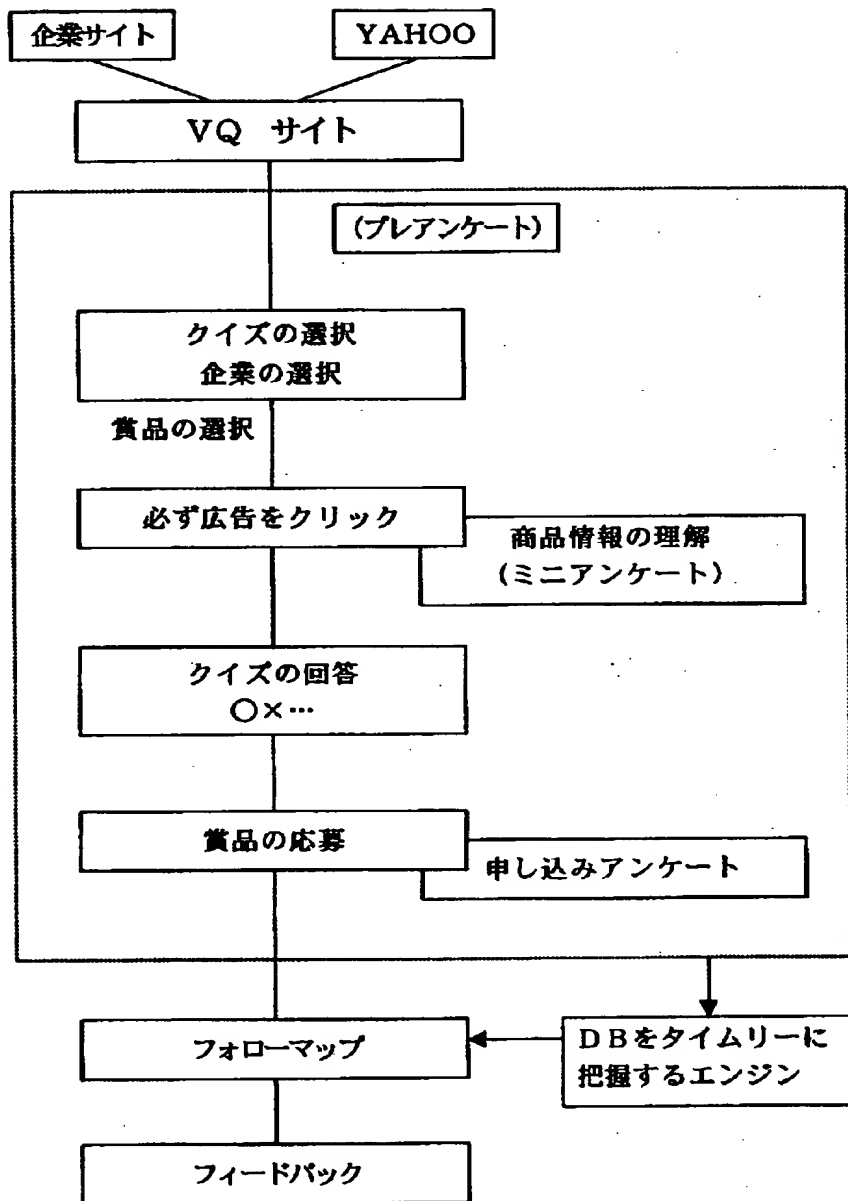 企業サイト
YAHOO
VQ サイト
(プレアンケート)
クイズの選択
企業の選択
賞品の選択
必ず広告をクリック
商品情報の理解
(ミニアンケート)
クイズの回答
○×…
賞品の応募
申し込みアンケート
フォローマップ
DBをタイムリーに
把握するエンジン
フィードバック